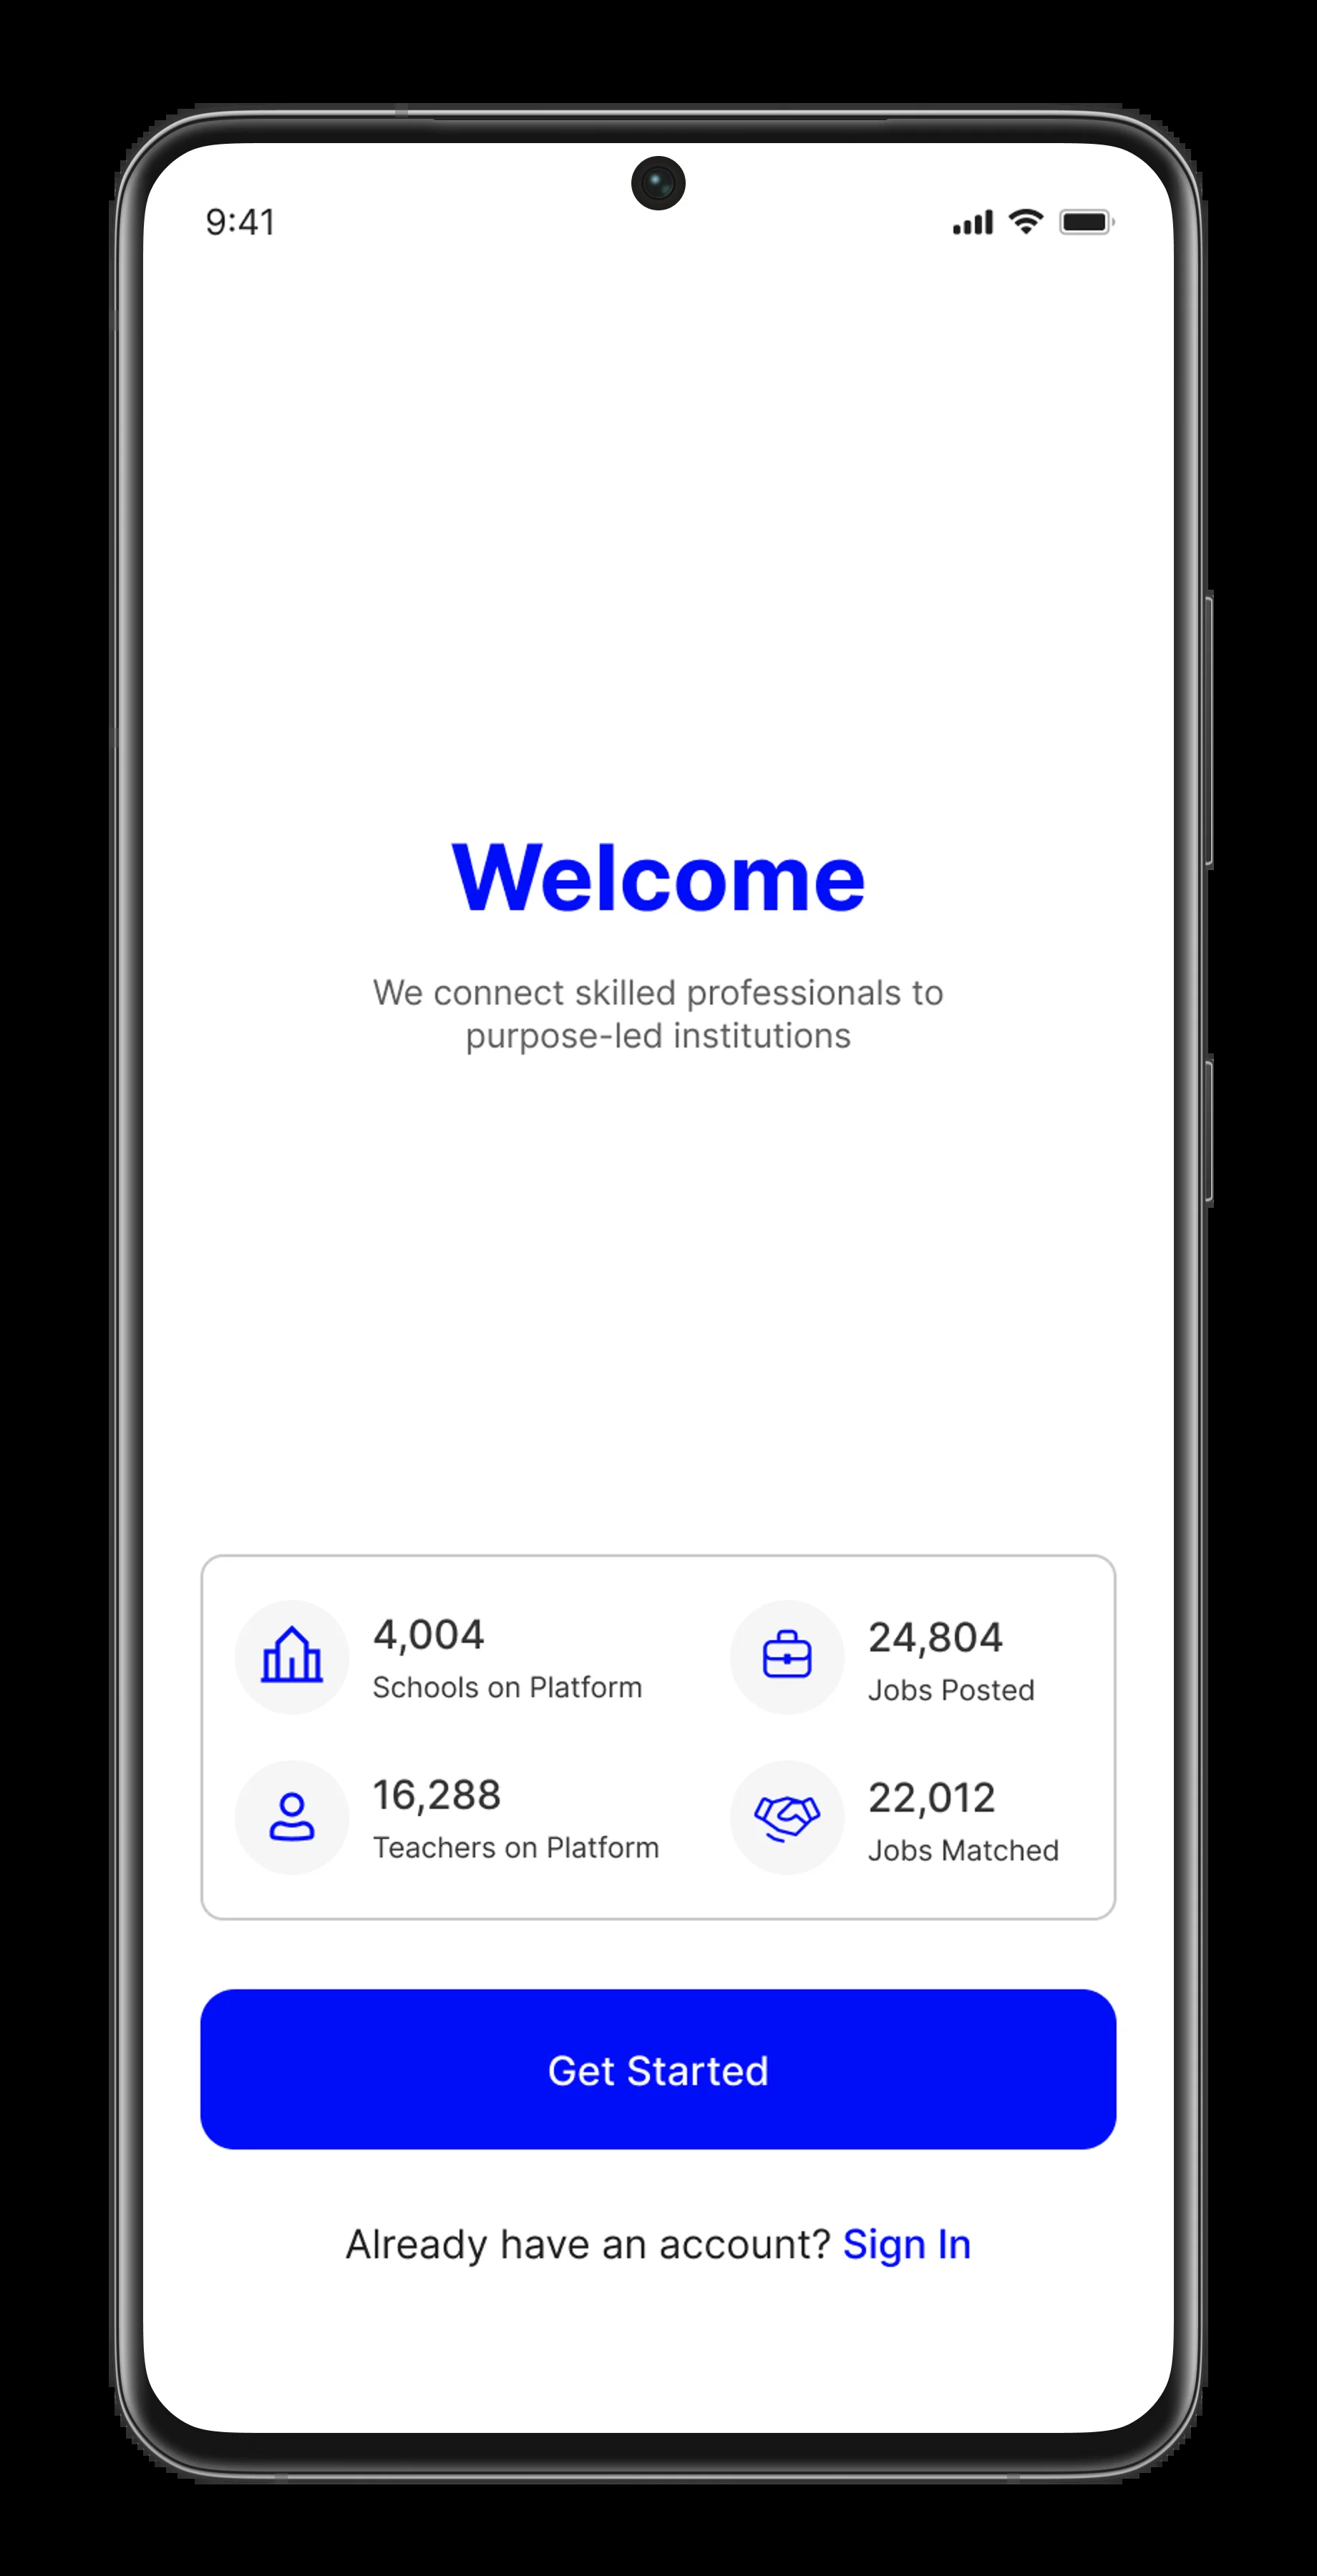 9:41
Welcome
We connect skilled professionals to
purpose-led institutions
4,004
Schools on Platform
24,804
Jobs Posted
16,288
Teachers on Platform
22,012
Jobs Matched
Get Started
Already have an account? Sign In